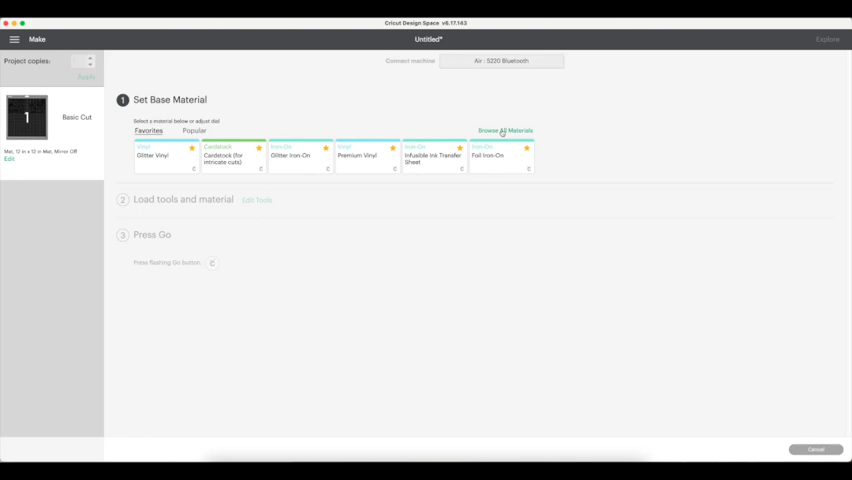 Cricut Design Space v6.17.143
Make
Untitled*
Explore
Project copies:
Apply
1
Basic Cut
Mat, 12 in x 12 in Mat, Mirror Off
Edit
Connect machine
Air : 5220 Bluetooth
1 Set Base Material
Select a material below or adjust dial
Favorites Popular Browse All Materials
Vinyl
Glitter Vinyl
Cardstock
Cardstock (for
intricate cuts)
Iron-On
Glitter Iron-On
Vinyl
Premium Vinyl
Iron-On
Infusible Ink Transfer
Sheet
Iron-On
Foil Iron-On
2 Load tools and material Edit Tools
3 Press Go
Press flashing Go button.
Cancel